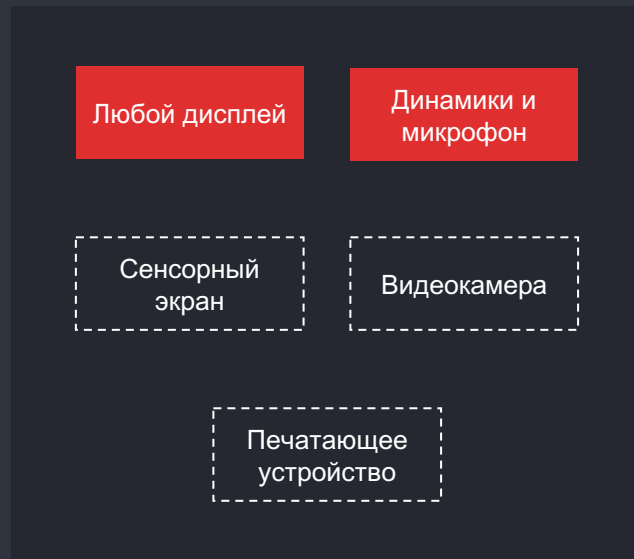 Любой дисплей
Динамики и
микрофон
Сенсорный
экран
Видеокамера
Печатающее
устройство